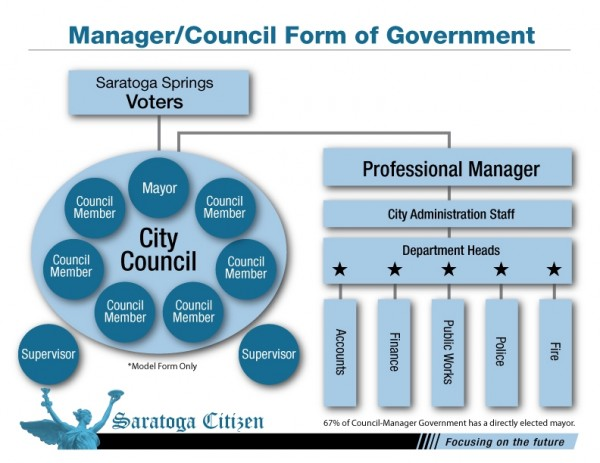 Manager/Council Form of Government
Saratoga Springs
Voters
Mayor
Council
Member
Council
Member
City
Council
Council
Member
Council
Member
Council
Member
Council
Member
Supervisor
Supervisor
*Model Form Only
Professional Manager
City Administration Staff
Department Heads
Accounts
Finance
Public Works
Police
Fire
67% of Council-Manager Government has a directly elected mayor.
Saratoga Citizen
Focusing on the future